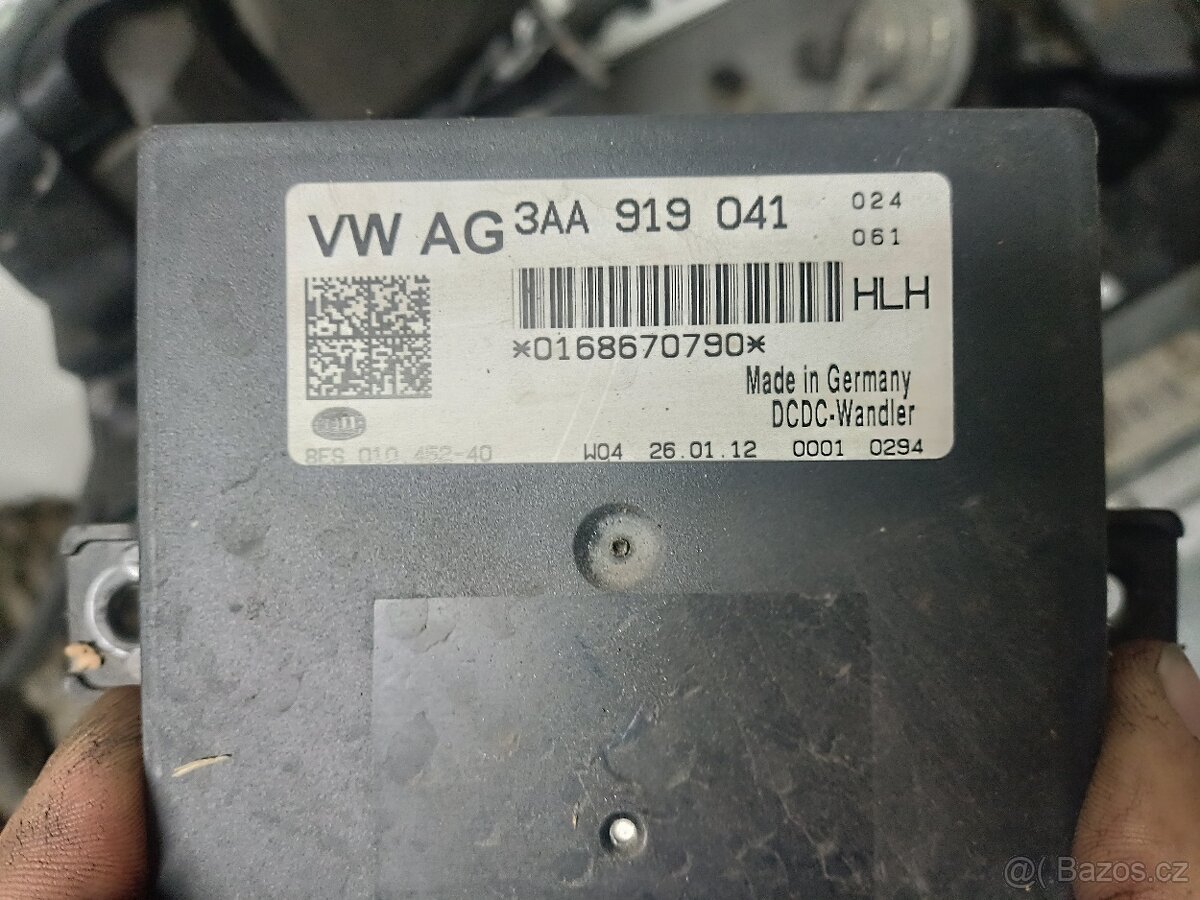 VW AG 3AA 919 041 024
061
HLH
*0168670790*
Made in Germany
DCDC-Wandler
8ES 010 452-40 W04 26.01.12 0001 0294
@(. Bazos.cz